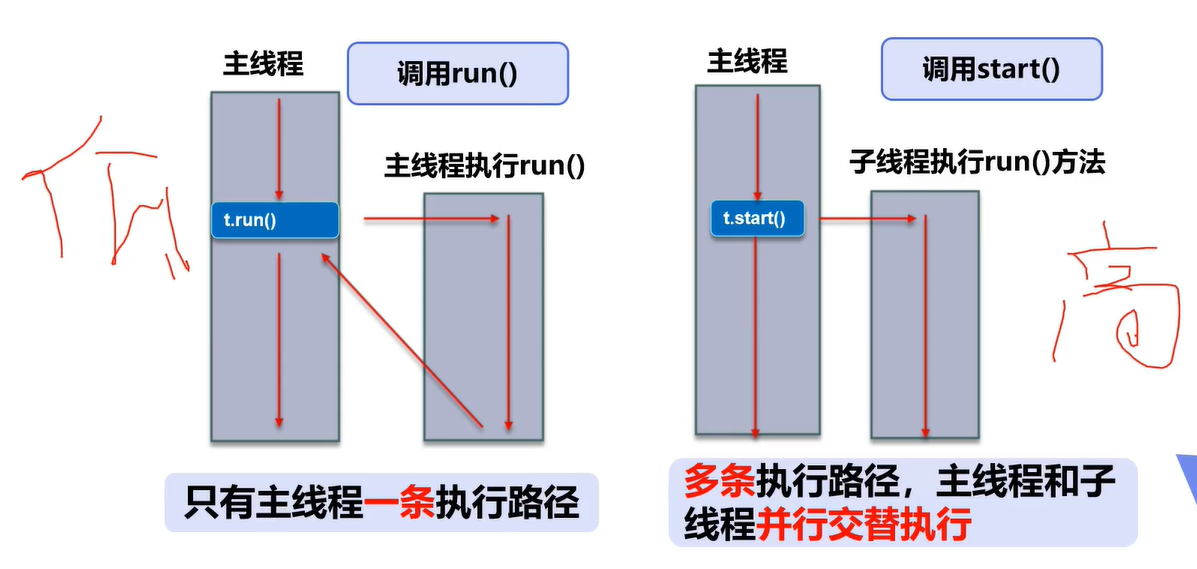 主线程
调用run()
主线程执行run()
t.run()
低
只有主线程一条执行路径
主线程
调用start()
子线程执行run()方法
t.start()
高
多条执行路径，主线程和子
线程并行交替执行